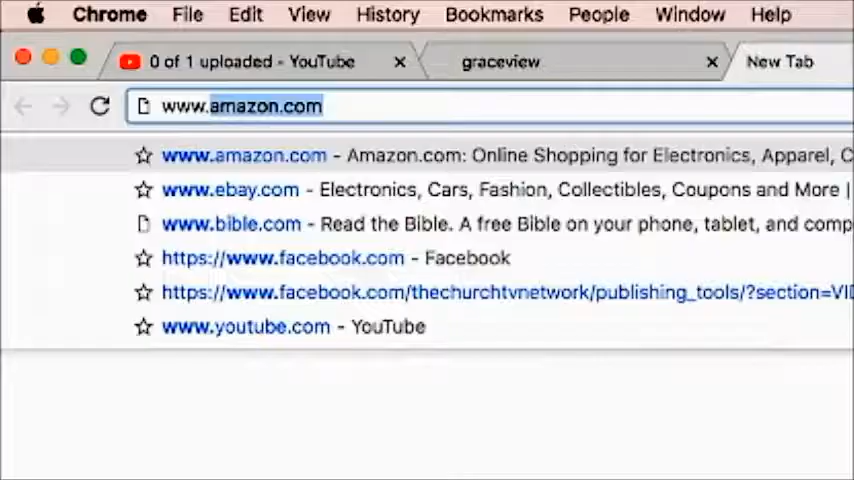 Chrome File Edit View History Bookmarks People Window Help
0 of 1 uploaded - YouTube graceview New Tab
www.amazon.com
www.amazon.com - Amazon.com: Online Shopping for Electronics, Apparel, C
www.ebay.com - Electronics, Cars, Fashion, Collectibles, Coupons and More |
www.bible.com - Read the Bible. A free Bible on your phone, tablet, and comp
https://www.facebook.com - Facebook
https://www.facebook.com/thechurchtvnetwork/publishing_tools/?section=VID
www.youtube.com - YouTube